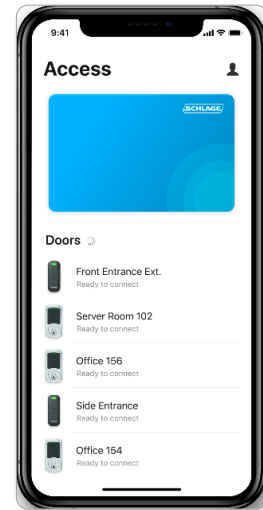 9:41
Access
SCHLAGE
Doors
Front Entrance Ext.
Ready to connect
Server Room 102
Ready to connect
Office 156
Ready to connect
Side Entrance
Ready to connect
Office 154
Ready to connect